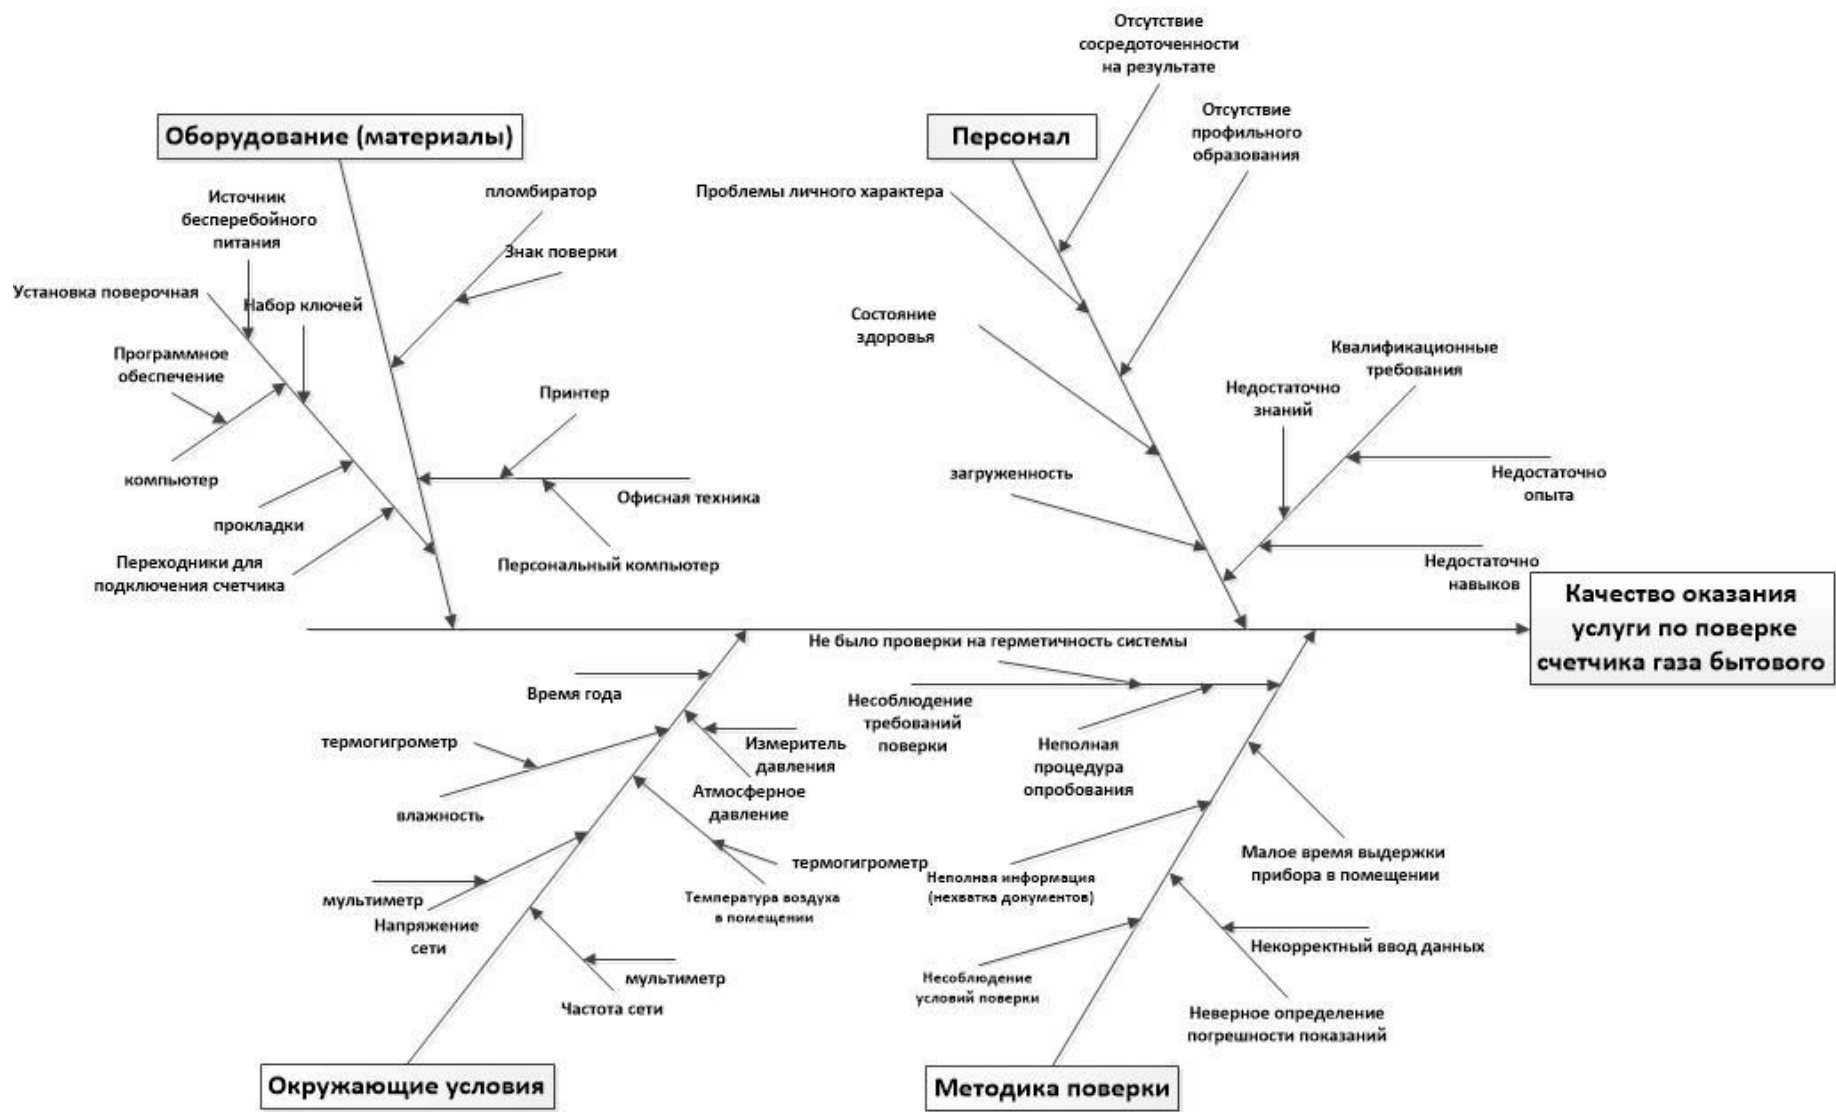 Отсутствие
сосредоточенности
на результате
Оборудование (материалы)
Персонал
Отсутствие
профильного
образования
Источник
бесперебойного
питания
пломбиратор
Проблемы личного характера
Знак поверки
Установка поверочная
Набор ключей
Состояние
здоровья
Программное
обеспечение
Квалификационные
требования
Недостаточно
знаний
Принтер
компьютер
загруженность
Недостаточно
опыта
Офисная техника
прокладки
Переходники для
подключения счетчика
Персональный компьютер
Недостаточно
навыков
Качество оказания
услуги по поверке
счетчика газа бытового
Не было проверки на герметичность системы
Время года
Несоблюдение
требований
поверки
термогигрометр
Измеритель
давления
Неполная
процедура
опробования
Атмосферное
давление
влажность
термогигрометр
Малое время выдержки
прибора в помещении
Неполная информация
(нехватка документов)
мультиметр
Температура воздуха
в помещении
Напряжение
сети
Некорректный ввод данных
мультиметр
Несоблюдение
условий поверки
Частота сети
Неверное определение
погрешности показаний
Окружающие условия
Методика поверки